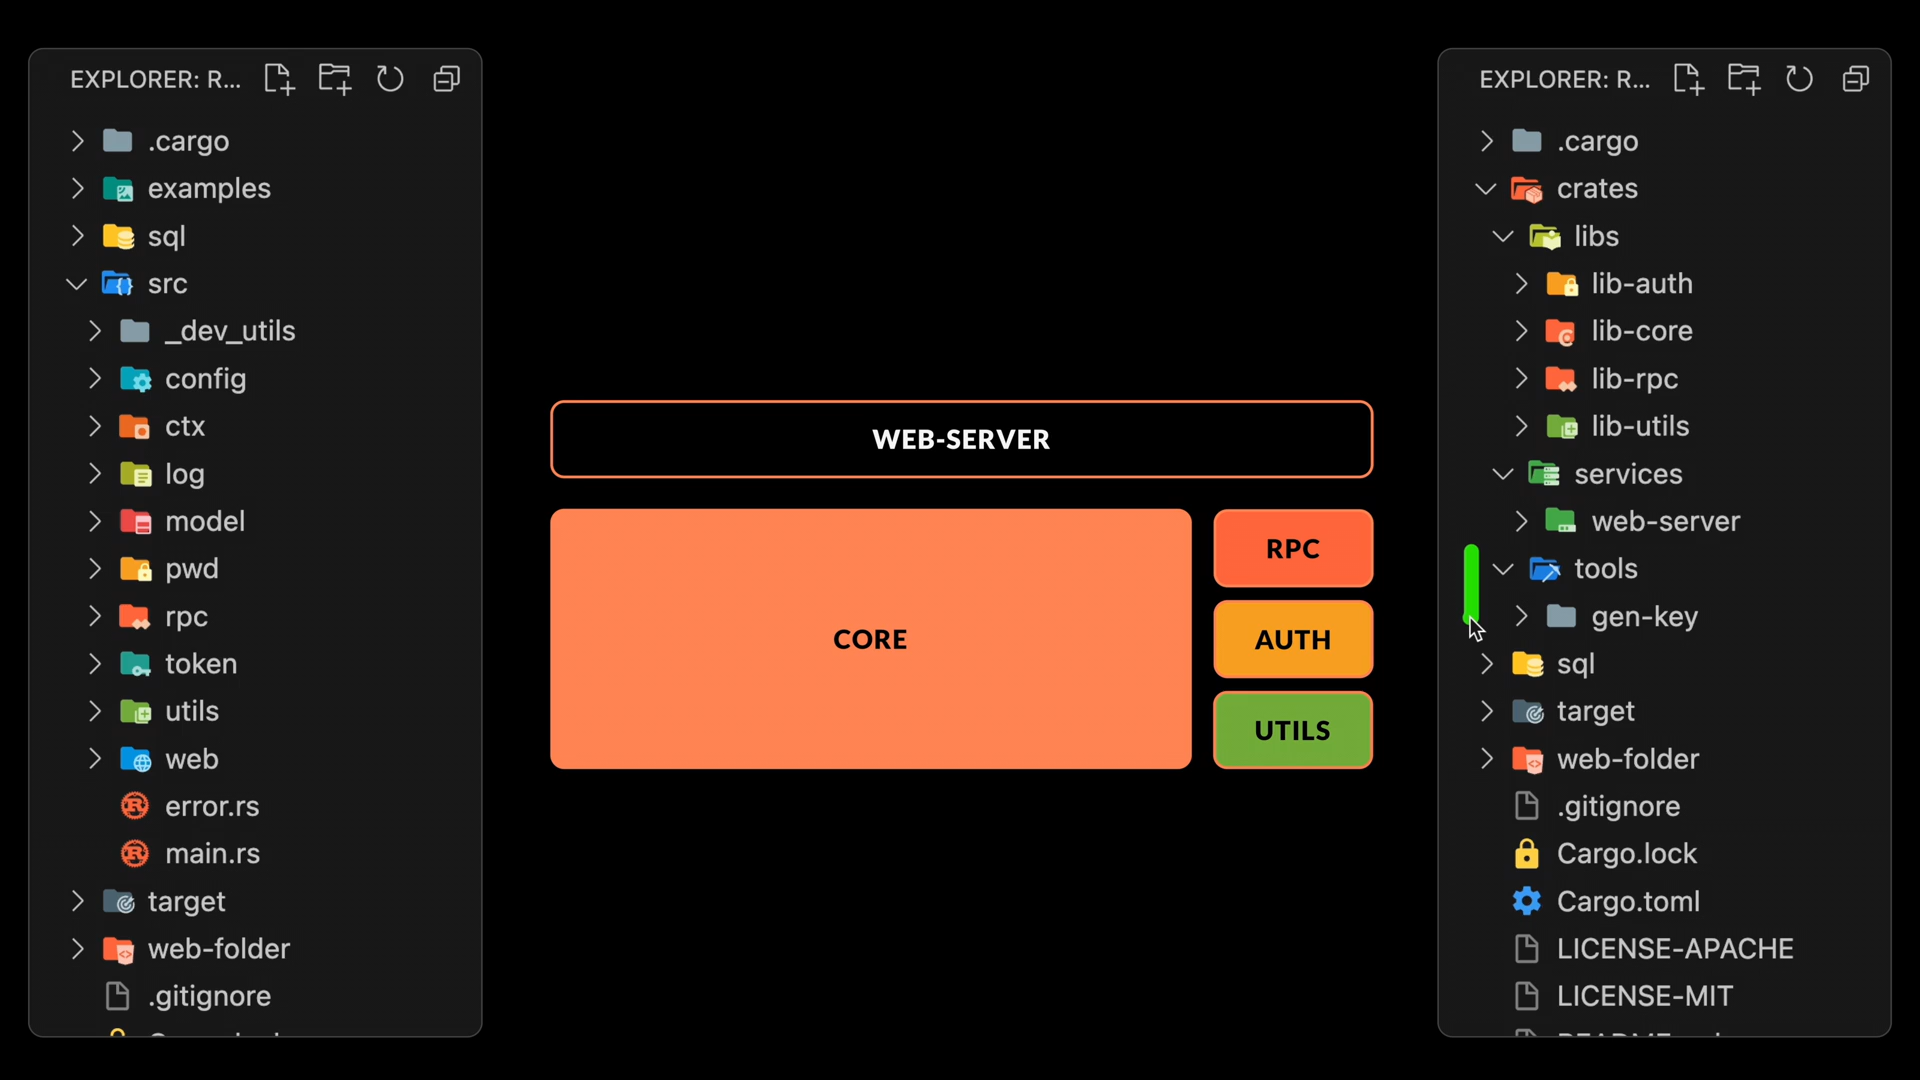 EXPLORER: R...
.cargo
examples
sql
src
_dev_utils
config
ctx
log
model
pwd
rpc
token
utils
web
error.rs
main.rs
target
web-folder
.gitignore
WEB-SERVER
CORE
RPC
AUTH
UTILS
EXPLORER: R...
.cargo
crates
libs
lib-auth
lib-core
lib-rpc
lib-utils
services
web-server
tools
gen-key
sql
target
web-folder
.gitignore
Cargo.lock
Cargo.toml
LICENSE-APACHE
LICENSE-MIT